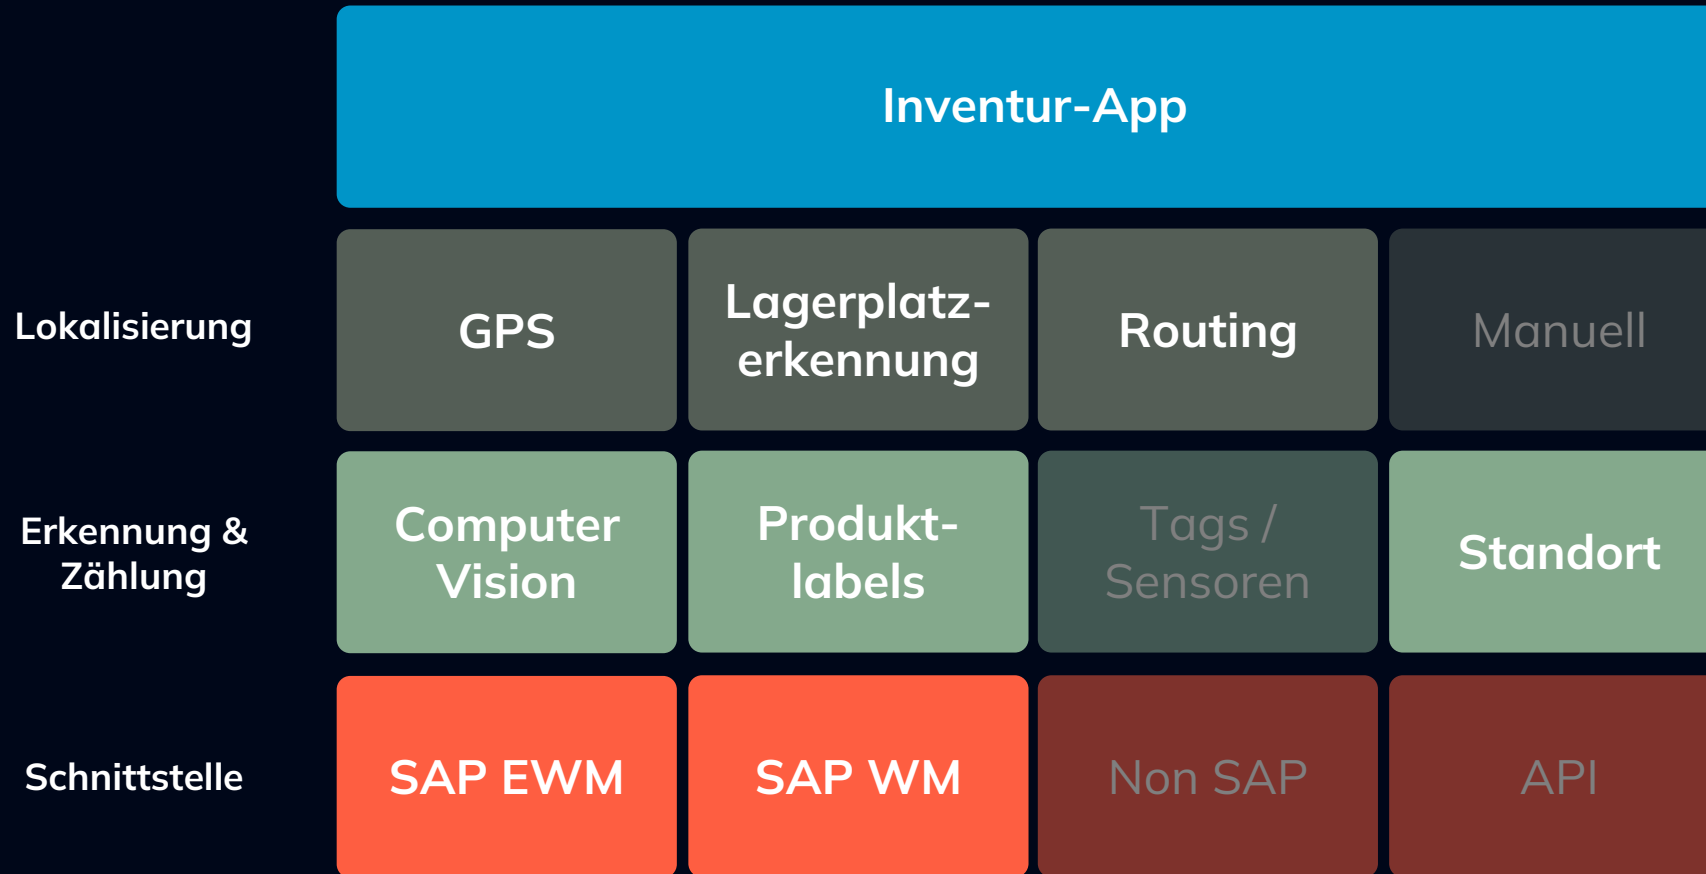 Inventur-App
Lokalisierung
GPS
Lagerplatz-
erkennung
Routing
Manuell
Erkennung &
Zählung
Computer
Vision
Produkt-
labels
Tags /
Sensoren
Standort
Schnittstelle
SAP EWM
SAP WM
Non SAP
API